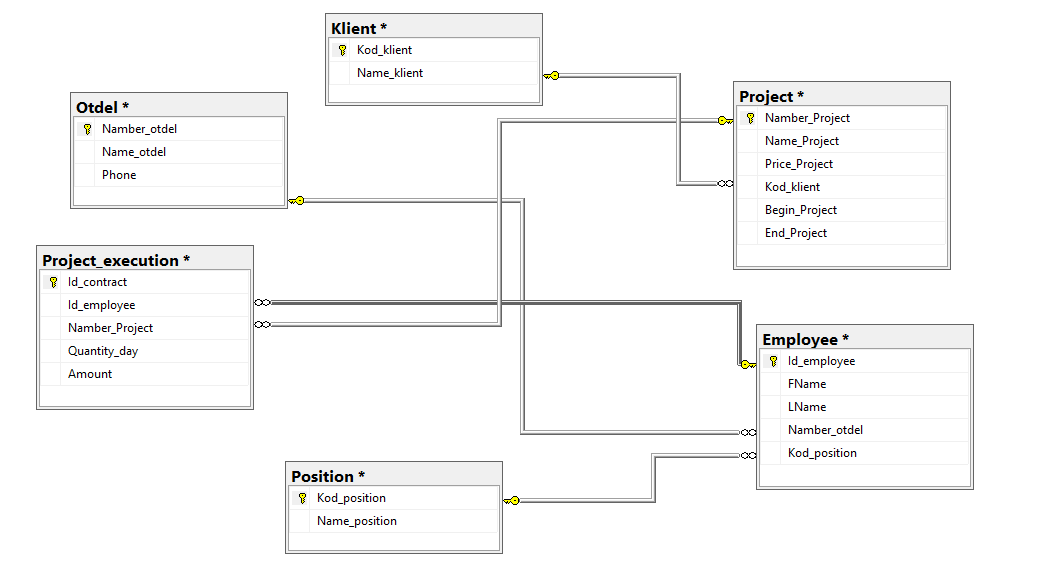 Klient *
Kod_klient
Name_klient
Otdel *
Namber_otdel
Name_otdel
Phone
Project *
Namber_Project
Name_Project
Price_Project
Kod_klient
Begin_Project
End_Project
Project_execution *
Id_contract
Id_employee
Namber_Project
Quantity_day
Amount
Employee *
Id_employee
FName
LName
Namber_otdel
Kod_position
Position *
Kod_position
Name_position